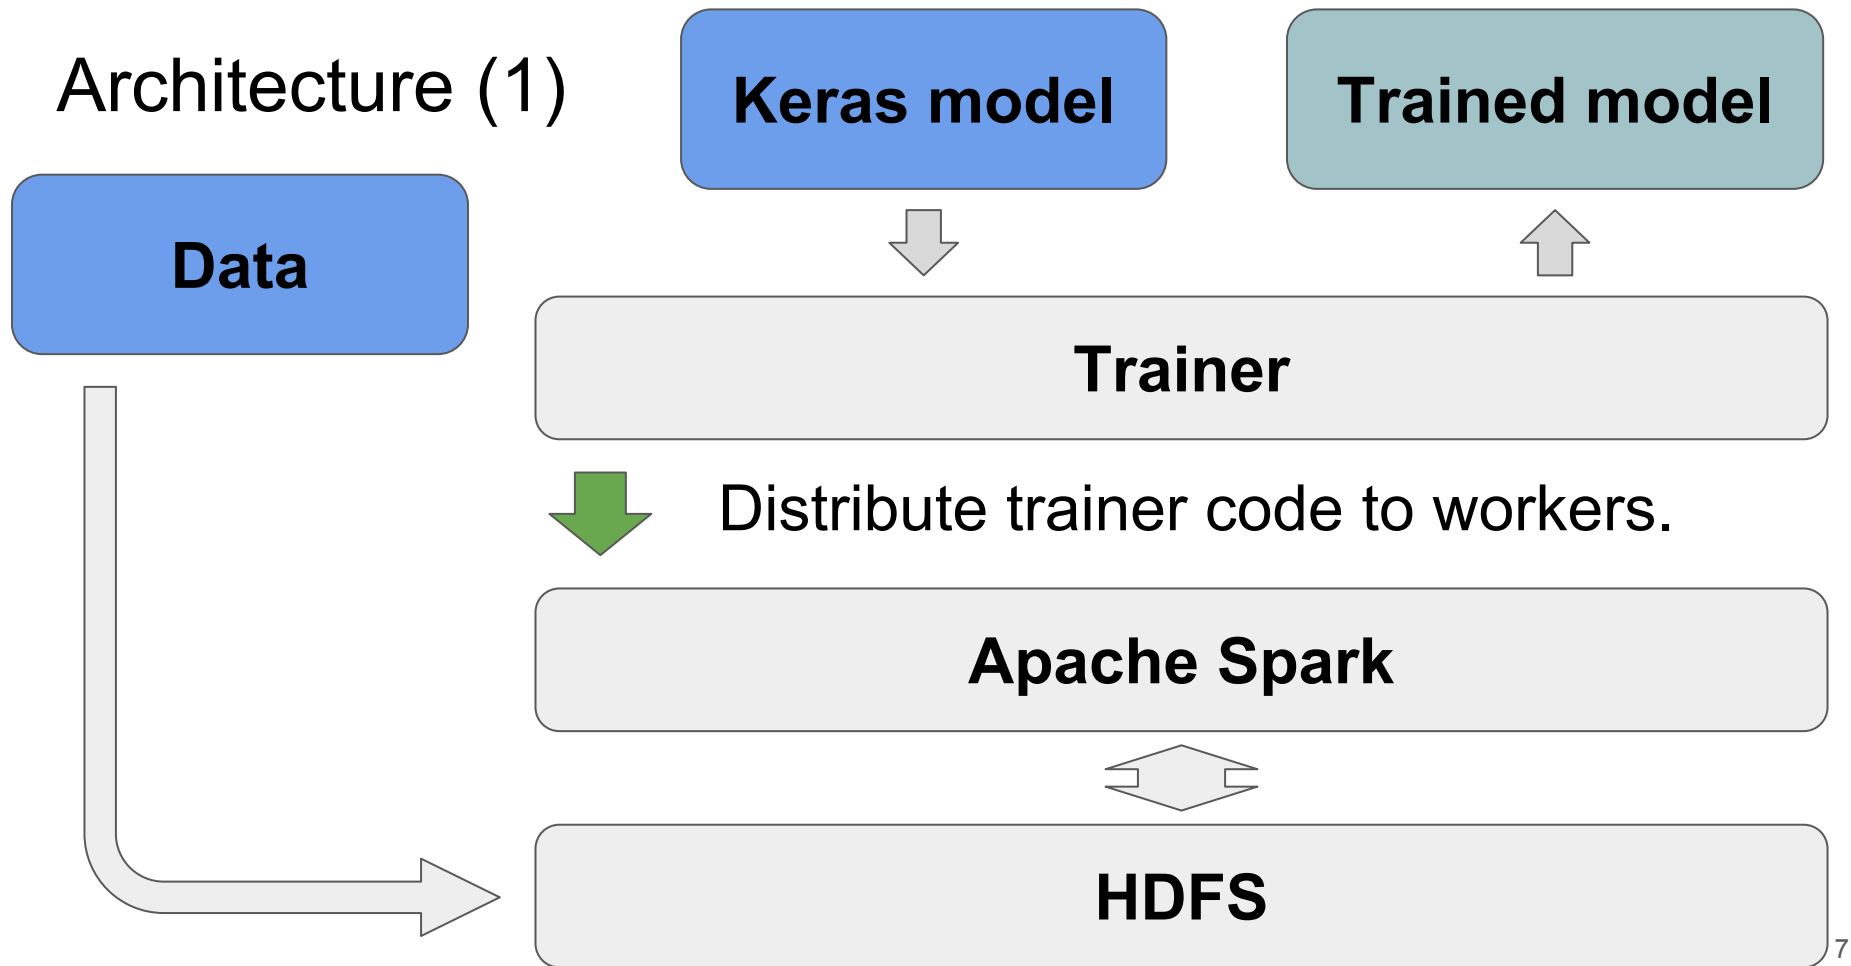 Architecture (1)
Keras model
Trained model
Data
Trainer
Distribute trainer code to workers.
Apache Spark
HDFS
7